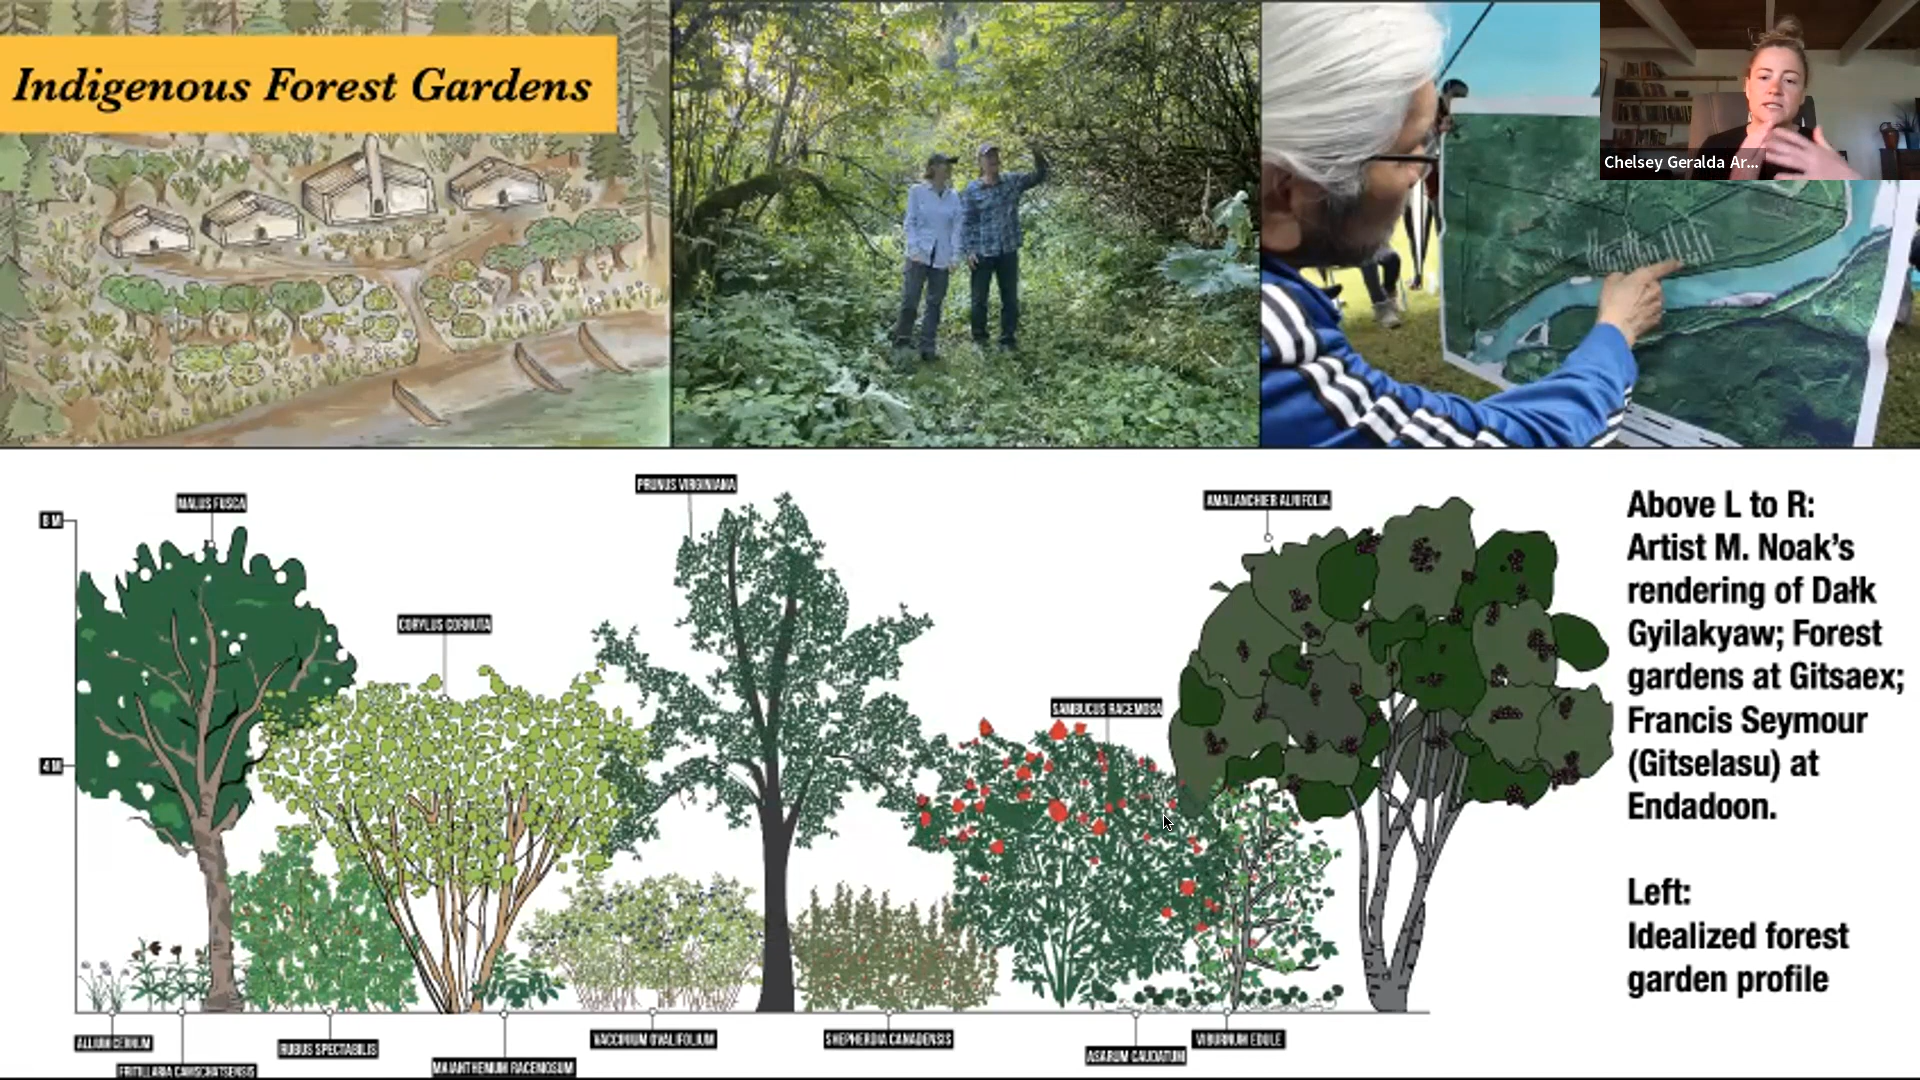 Indigenous Forest Gardens
Chelsey Geralda Ar...
PRUNUS VIRGINIANA
MALUS FUSCA
AMALANCHIER ALNIFOLIA
8 M
CORYLUS CORNUTA
SAMBUCUS RACEMOSA
4 M
Above L to R:
Artist M. Noak's
rendering of Dałk
Gyilakyaw; Forest
gardens at Gitsaex;
Francis Seymour
(Gitselasu) at
Endadoon.
Left:
Idealized forest
garden profile
ALLIUM CERNUM
FRITILLARIA CAMSCHATSENSIS
RUBUS SPECTABILIS
MAIANTHEMUM RACEMOSUM
VACCINIUM OVALIFOLIUM
SHEPHERDIA CANADENSIS
ASARUM CAUDATUM
VIBURNUM EDULE